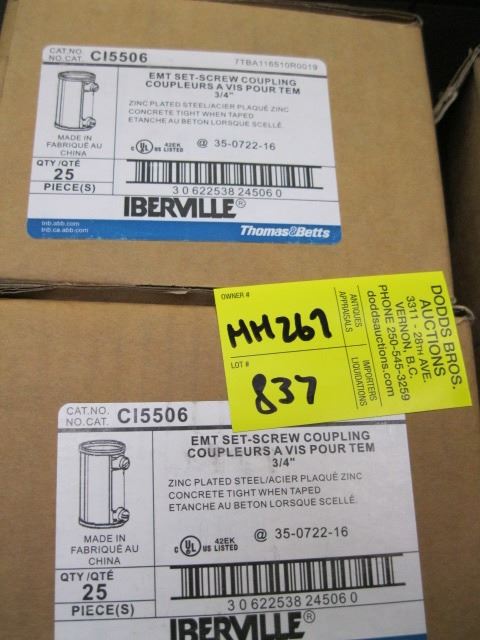 CAT.NO.
NO.CAT. CI5506
7TBA116510R0019
EMT SET-SCREW COUPLING
COUPLEURS A VIS POUR TEM
3/4"
ZINC PLATED STEEL/ACIER PLAQUÉ ZINC
CONCRETE TIGHT WHEN TAPED
ETANCHE AU BETON LORSQUE SCELLÉ.
MADE IN
FABRIQUÉ AU
CHINA
C UL US 42EK LISTED @ 35-0722-16
QTY/QTÉ
25
PIECE(S)
3 0 622538 24506 0
IBERVILLE®
tnb.abb.com
tnb.ca.abb.com
Thomas&Betts
OWNER #
MH267
LOT #
837
ANTIQUES
APPRAISALS
IMPORTERS
LIQUIDATIONS
DODDS BROS.
AUCTIONS
3311 - 28TH AVE.
VERNON, B.C.
PHONE 250-545-3259
doddsauctions.com
CAT.NO.
NO.CAT. CI5506
EMT SET-SCREW COUPLING
COUPLEURS A VIS POUR TEM
3/4"
ZINC PLATED STEEL/ACIER PLAQUÉ ZINC
CONCRETE TIGHT WHEN TAPED
ETANCHE AU BETON LORSQUE SCELLÉ.
MADE IN
FABRIQUÉ AU
CHINA
C UL US 42EK LISTED @ 35-0722-16
QTY/QTÉ
25
PIECE(S)
3 0 622538 24506 0
IBERVILLE®